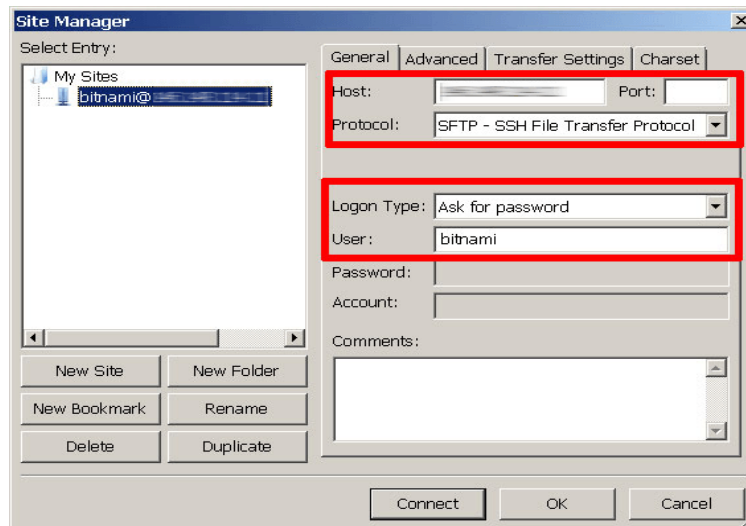 Site Manager
Select Entry:
My Sites
bitnami@
New Site
New Folder
New Bookmark
Rename
Delete
Duplicate
General
Advanced
Transfer Settings
Charset
Host:
Port:
Protocol:
SFTP - SSH File Transfer Protocol
Logon Type:
Ask for password
User:
bitnami
Password:
Account:
Comments:
Connect
OK
Cancel